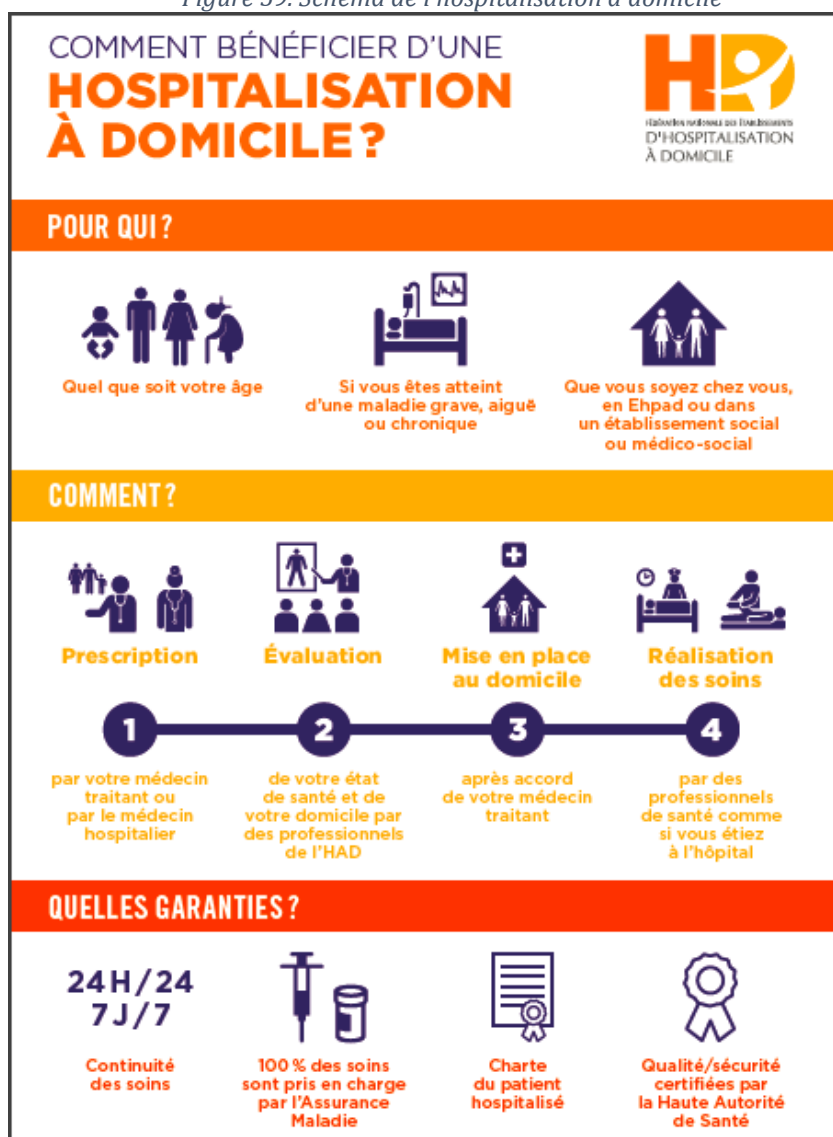 Figure 39. Schéma de l'hospitalisation à domicile
COMMENT BÉNÉFICIER D'UNE
HOSPITALISATION
À DOMICILE ?
HD
FÉDÉRATION NATIONALE DES ÉTABLISSEMENTS
D'HOSPITALISATION
À DOMICILE
POUR QUI ?
Quel que soit votre âge
Si vous êtes atteint
d'une maladie grave, aiguë
ou chronique
Que vous soyez chez vous,
en Ehpad ou dans
un établissement social
ou médico-social
COMMENT ?
Prescription
1
par votre médecin
traitant ou
par le médecin
hospitalier
Évaluation
2
de votre état
de santé et de
votre domicile par
des professionnels
de l'HAD
Mise en place
au domicile
3
après accord
de votre médecin
traitant
Réalisation
des soins
4
par des
professionnels
de santé comme
si vous étiez
à l'hôpital
QUELLES GARANTIES ?
24H/24
7J/7
Continuité
des soins
100 % des soins
sont pris en charge
par l'Assurance
Maladie
Charte
du patient
hospitalisé
Qualité/sécurité
certifiées par
la Haute Autorité
de Santé